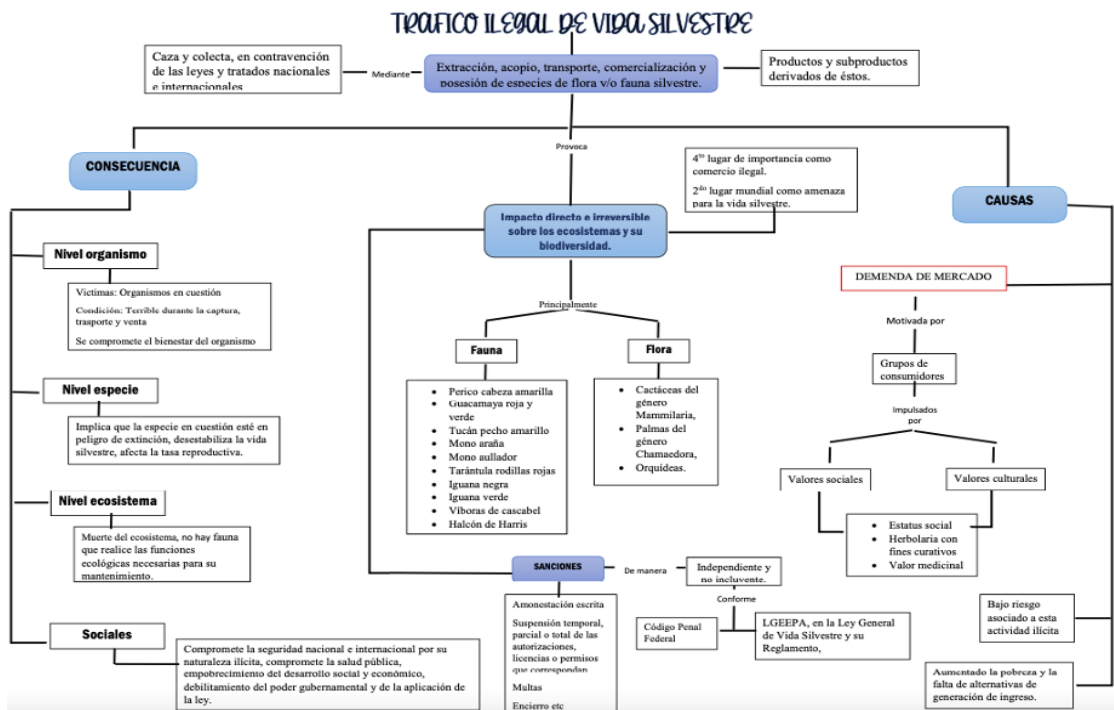 TRAFICO ILEGAL DE VIDA SILVESTRE
Caza y colecta, en contravención
de las leyes y tratados nacionales
e internacionales
Mediante
Extracción, acopio, transporte, comercialización y
posesión de especies de flora y/o fauna silvestre.
Productos y subproductos
derivados de éstos.
Provoca
CONSECUENCIA
4to lugar de importancia como
comercio ilegal.
2do lugar mundial como amenaza
para la vida silvestre.
CAUSAS
Impacto directo e irreversible
sobre los ecosistemas y su
biodiversidad.
Nivel organismo
Victimas: Organismos en cuestión
Condición: Terrible durante la captura,
trasporte y venta
Se compromete el bienestar del organismo
Nivel especie
Implica que la especie en cuestión esté en
peligro de extinción, desestabiliza la vida
silvestre, afecta la tasa reproductiva.
Nivel ecosistema
Muerte del ecosistema, no hay fauna
que realice las funciones
ecológicas necesarias para su
mantenimiento.
Sociales
Compromete la seguridad nacional e internacional por su
naturaleza ilícita, compromete la salud pública,
empobrecimiento del desarrollo social y económico,
debilitamiento del poder gubernamental y de la aplicación de
la ley.
Principalmente
Fauna
• Perico cabeza amarilla
• Guacamaya roja y
verde
• Tucán pecho amarillo
• Mono araña
• Mono aullador
• Tarántula rodillas rojas
• Iguana negra
• Iguana verde
• Víboras de cascabel
• Halcón de Harris
Flora
• Cactáceas del
género
Mammilaria,
• Palmas del
género
Chamaedora,
• Orquídeas.
SANCIONES
De manera
Independiente y
no incluyente.
Conforme
Código Penal
Federal
LGEEPA, en la Ley General
de Vida Silvestre y su
Reglamento,
Amonestación escrita
Suspensión temporal,
parcial o total de las
autorizaciones,
licencias o permisos
que correspondan
Multas
Encierro etc
DEMENDA DE MERCADO
Motivada por
Grupos de
consumidores
Impulsados
por
Valores sociales
Valores culturales
• Estatus social
• Herbolaria con
fines curativos
• Valor medicinal
Bajo riesgo
asociado a esta
actividad ilícita
Aumentado la pobreza y la
falta de alternativas de
generación de ingreso.